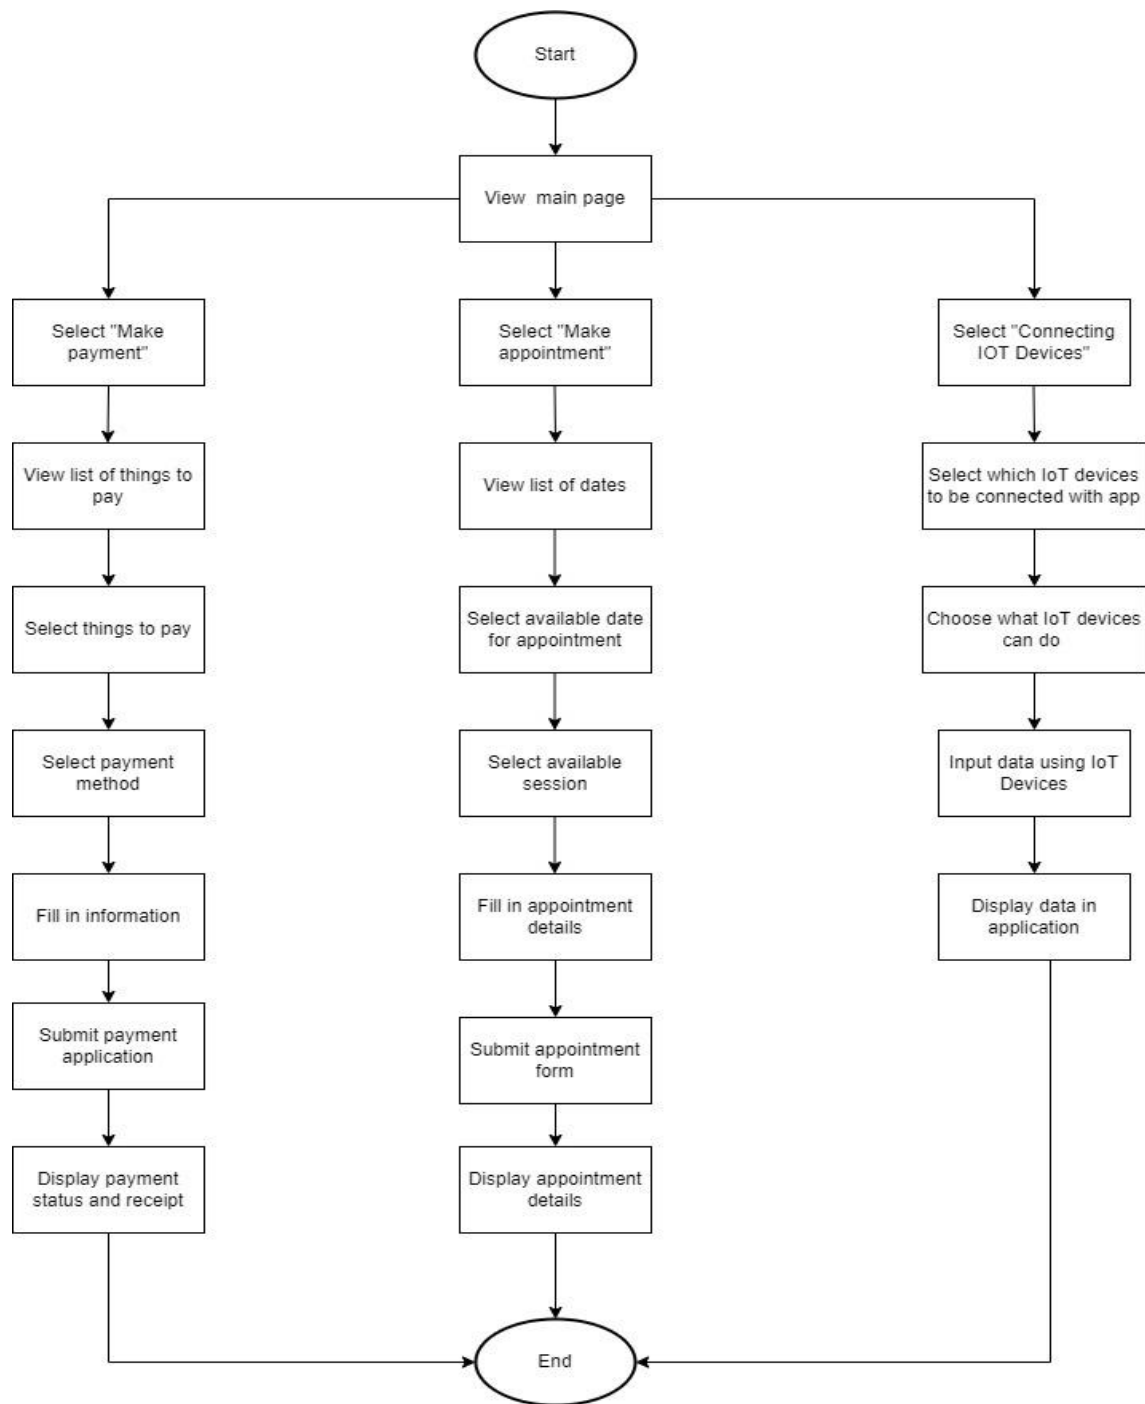 Start
View main page
Select "Make
payment"
Select "Make
appointment"
Select "Connecting
IOT Devices"
View list of things to
pay
View list of dates
Select which IoT devices
to be connected with app
Select things to pay
Select available date
for appointment
Choose what IoT devices
can do
Select payment
method
Select available
session
Input data using IoT
Devices
Fill in information
Fill in appointment
details
Display data in
application
Submit payment
application
Submit appointment
form
Display payment
status and receipt
Display appointment
details
End